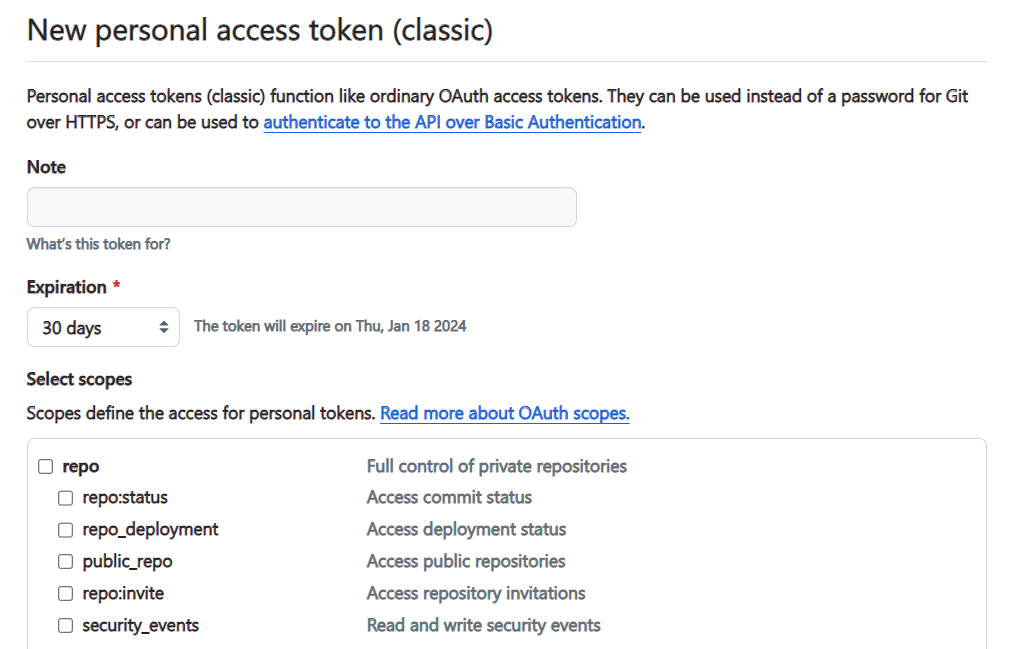 New personal access token (classic)
Personal access tokens (classic) function like ordinary OAuth access tokens. They can be used instead of a password for Git
over HTTPS, or can be used to authenticate to the API over Basic Authentication.
Note
What's this token for?
Expiration *
30 days The token will expire on Thu, Jan 18 2024
Select scopes
Scopes define the access for personal tokens. Read more about OAuth scopes.
repo Full control of private repositories
repo:status Access commit status
repo_deployment Access deployment status
public_repo Access public repositories
repo:invite Access repository invitations
security_events Read and write security events